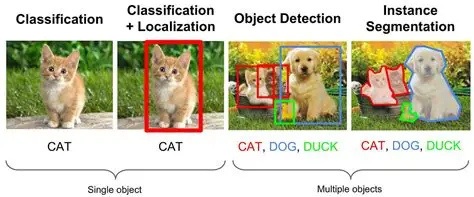 Classification
Classification
+ Localization
Object Detection
Instance
Segmentation
CAT
CAT
CAT, DOG, DUCK
CAT, DOG, DUCK
Single object
Multiple objects